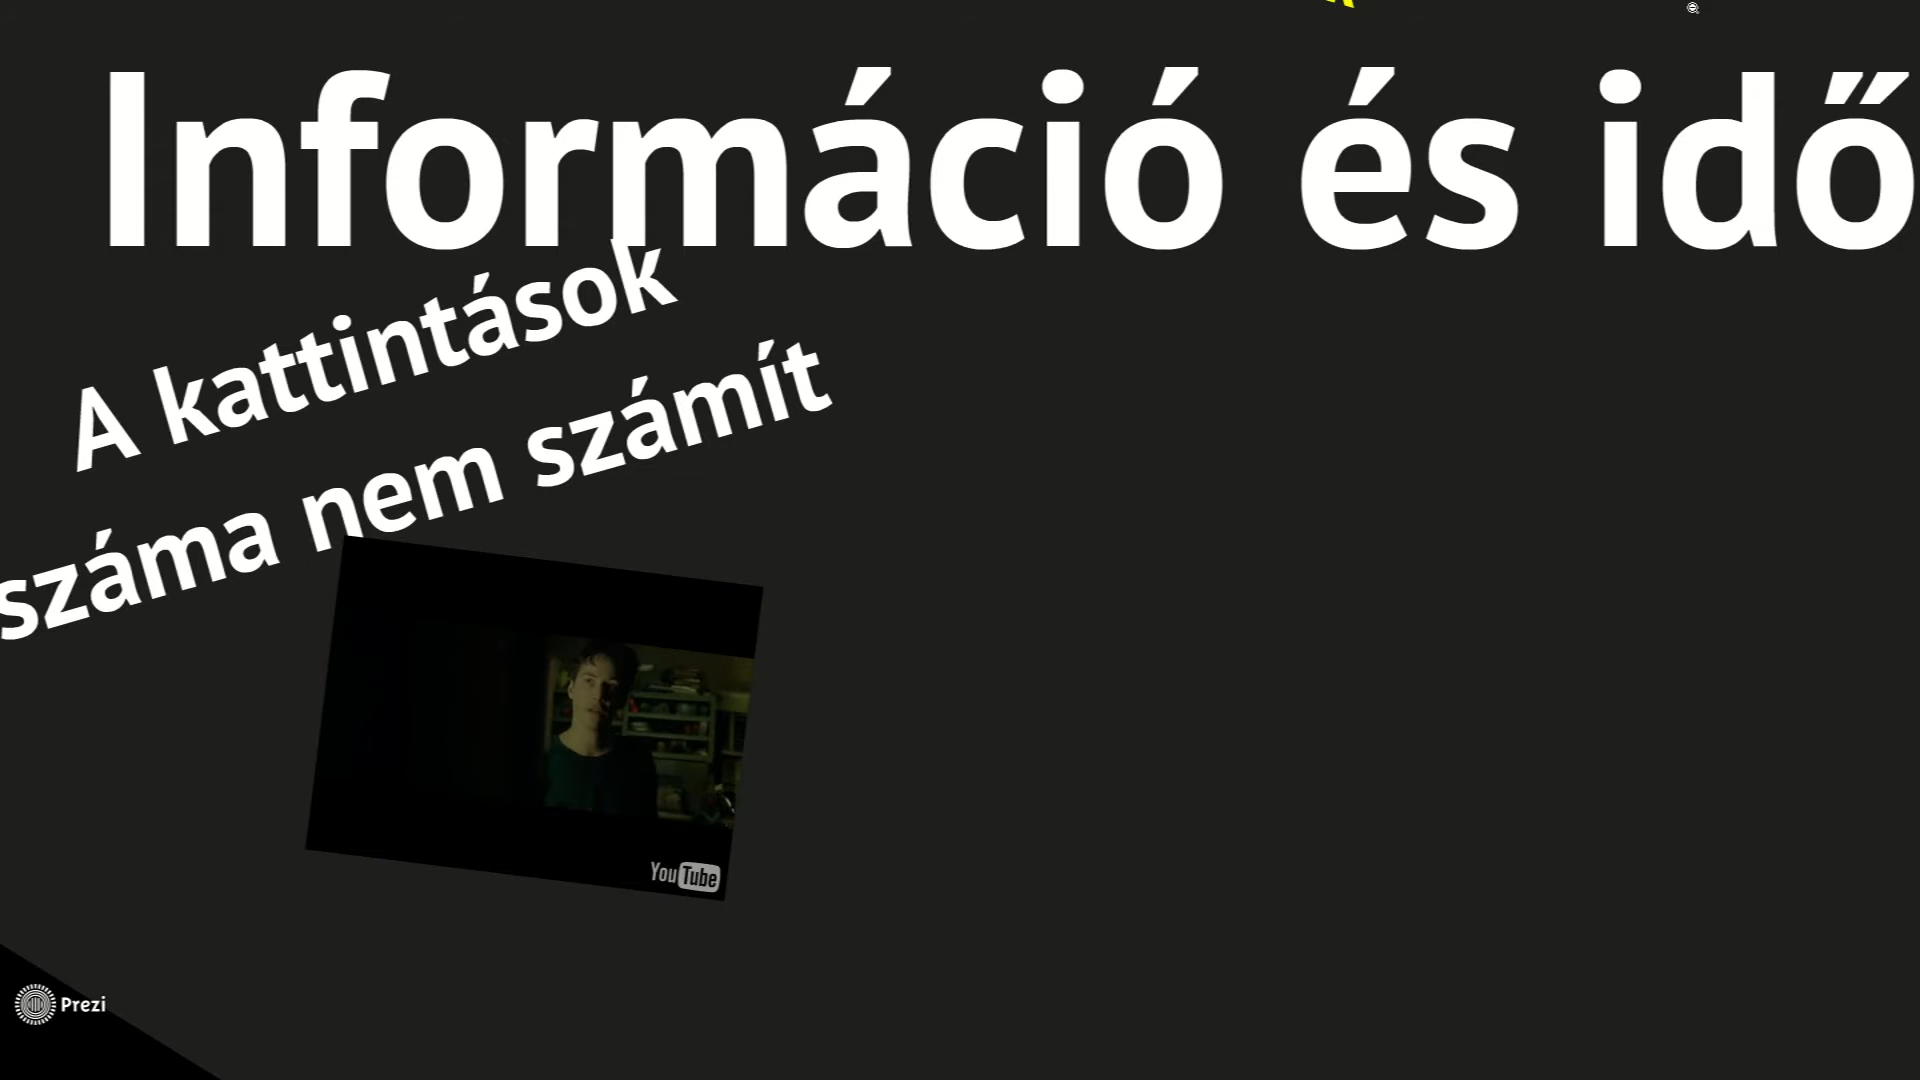 Információ és idő
A kattintások
száma nem számít
YouTube
Prezi